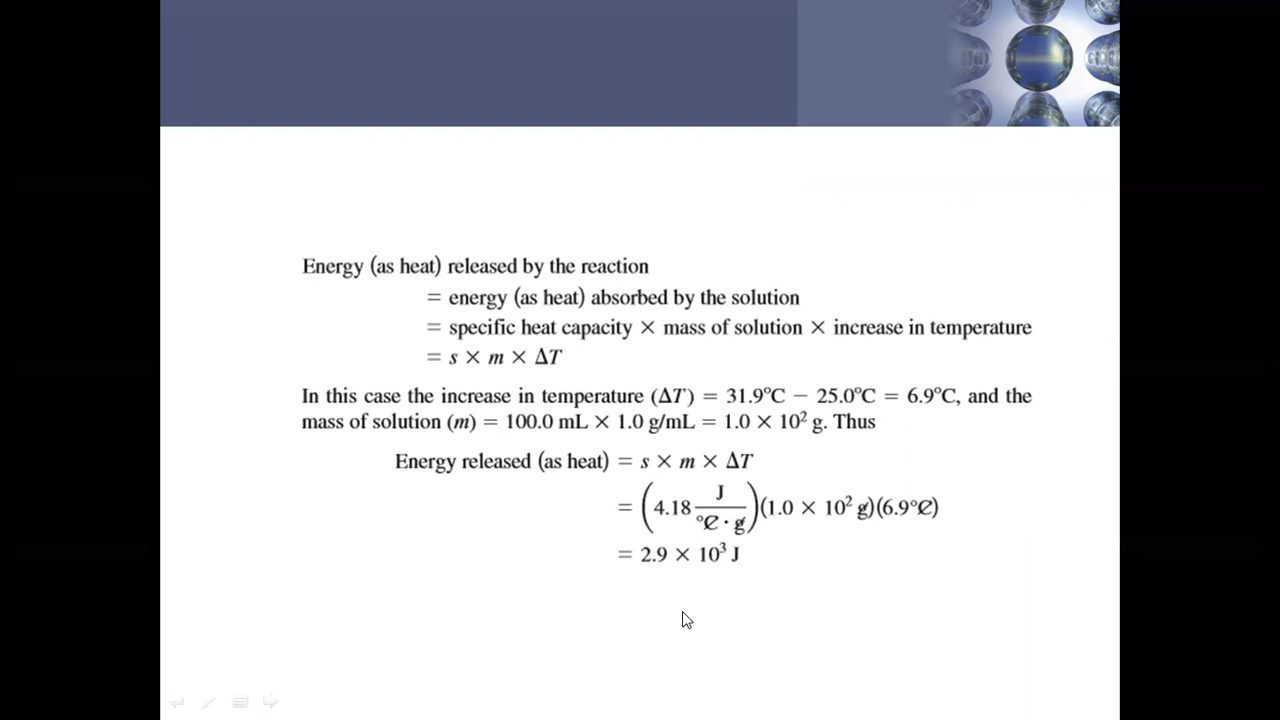 Energy (as heat) released by the reaction
= energy (as heat) absorbed by the solution
= specific heat capacity × mass of solution × increase in temperature
= s × m × ΔT
In this case the increase in temperature (ΔT) = 31.9°C − 25.0°C = 6.9°C, and the
mass of solution (m) = 100.0 mL × 1.0 g/mL = 1.0 × 10² g. Thus
Energy released (as heat) = s × m × ΔT
= (4.18 J/°C · g)(1.0 × 10² g)(6.9°C)
= 2.9 × 10³ J